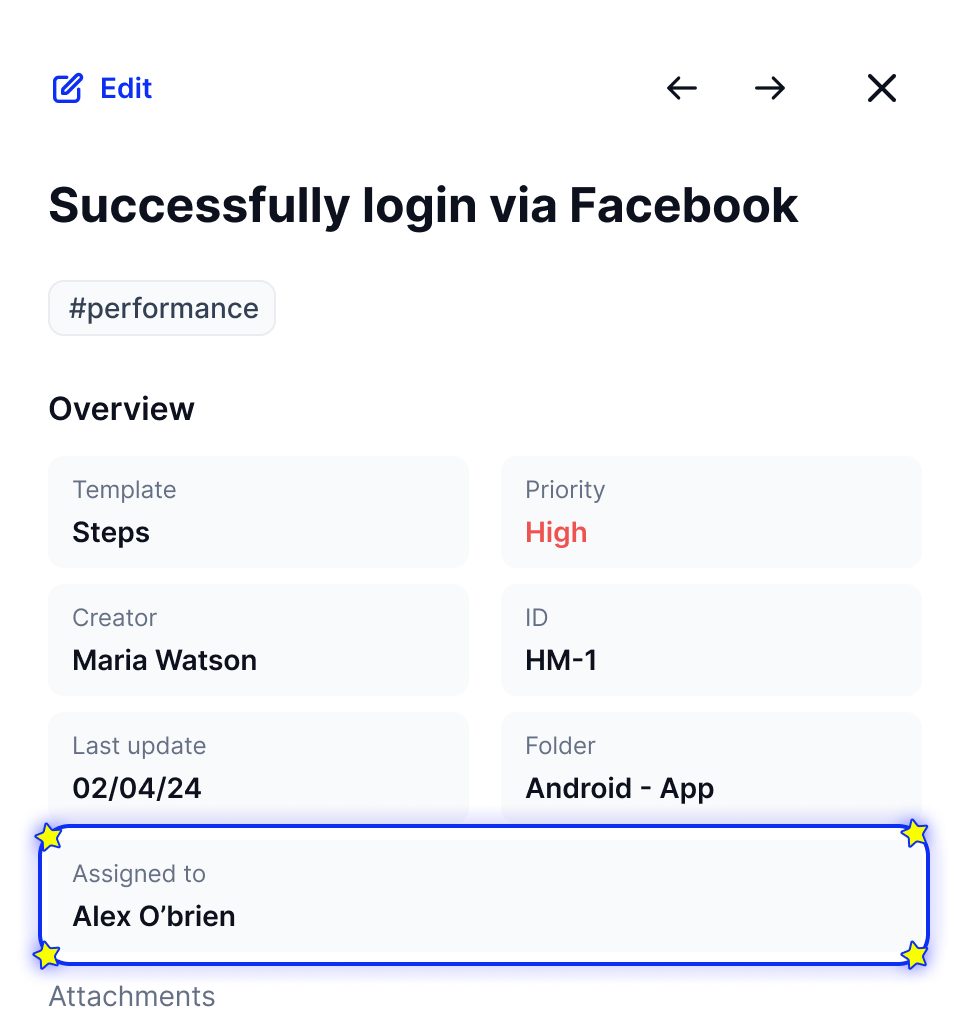 Edit
Successfully login via Facebook
#performance
Overview
Template
Priority
Steps
High
Creator
ID
Maria Watson
HM-1
Last update
Folder
02/04/24
Android - App
Assigned to
Alex O’brien
Attachments